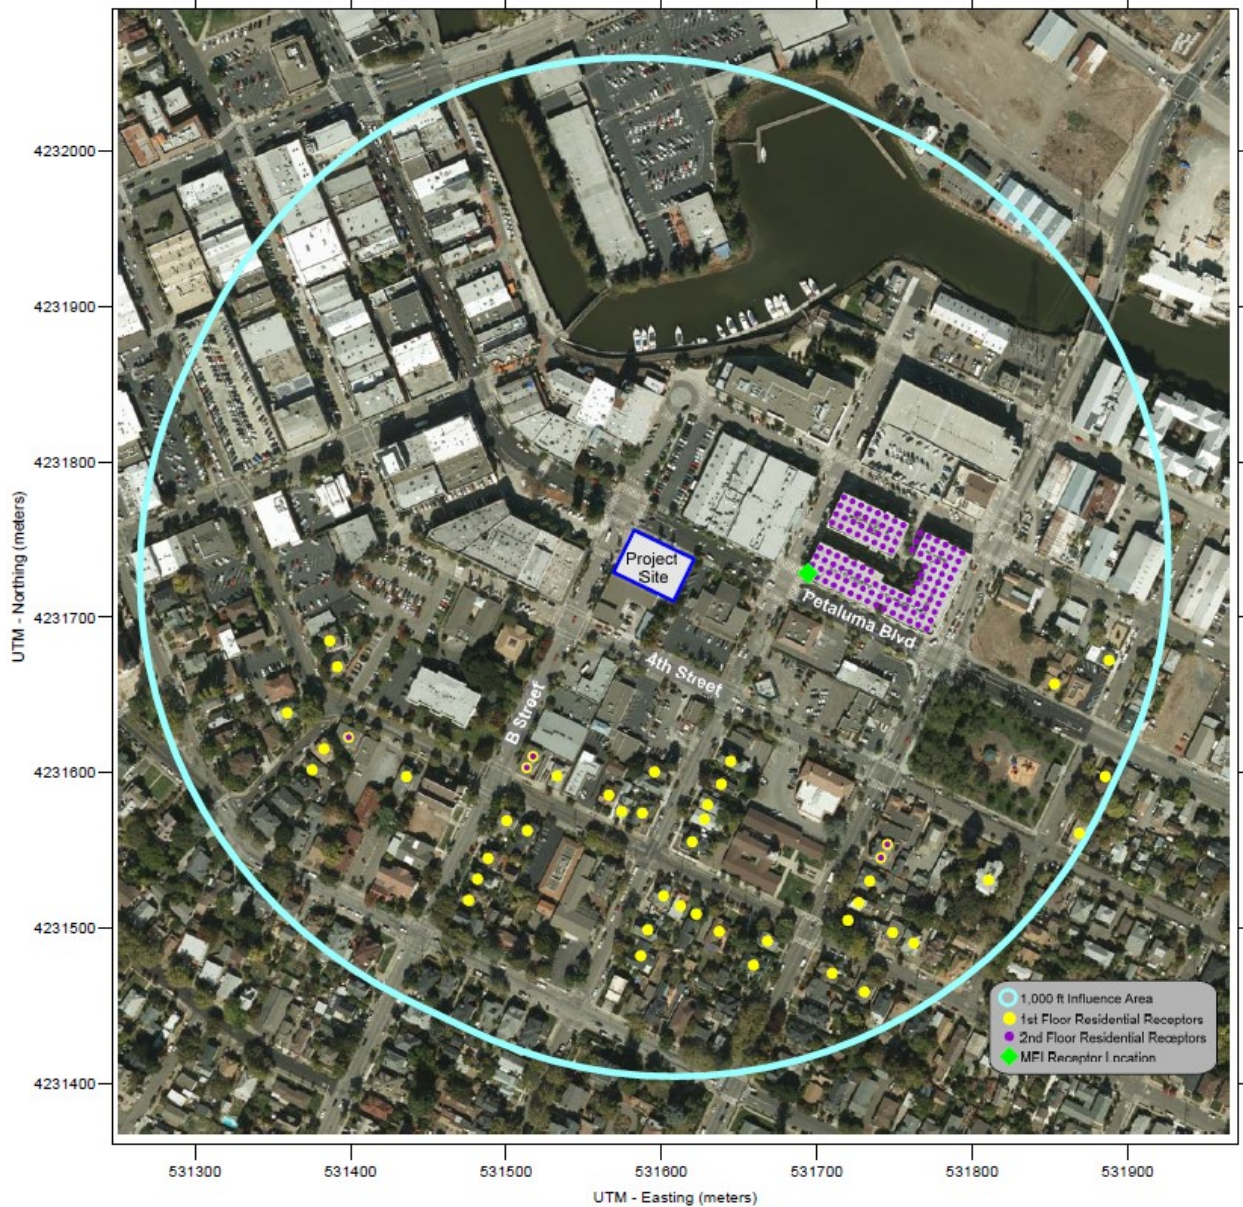 4232000
4231900
4231800
4231700
4231600
4231500
4231400
UTM - Northing (meters)
Project
Site
Petaluma Blvd
4th Street
B Street
1,000 ft Influence Area
1st Floor Residential Receptors
2nd Floor Residential Receptors
MEI Receptor Location
531300
531400
531500
531600
531700
531800
531900
UTM - Easting (meters)